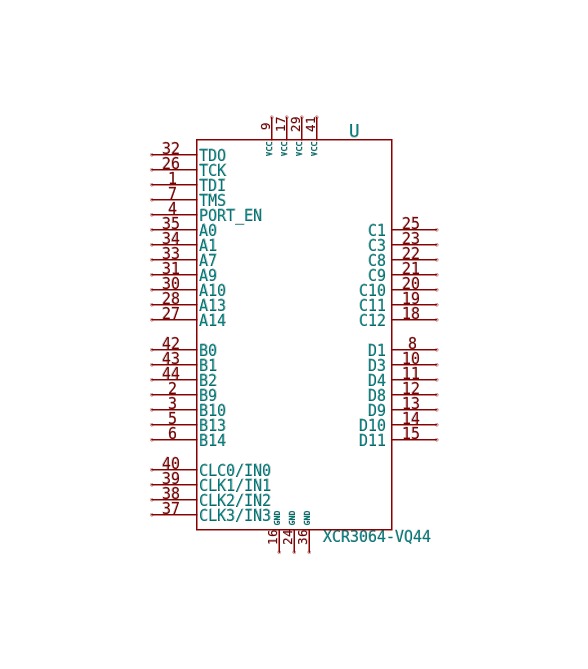 9 17 29 41 U
VCC VCC VCC VCC
32 TDO
26 TCK
1 TDI
7 TMS
4 PORT_EN
35 A0 C1 25
34 A1 C3 23
33 A7 C8 22
31 A9 C9 21
30 A10 C10 20
28 A13 C11 19
27 A14 C12 18
42 B0 D1 8
43 B1 D3 10
44 B2 D4 11
2 B9 D8 12
3 B10 D9 13
5 B13 D10 14
6 B14 D11 15
40 CLC0/IN0
39 CLK1/IN1
38 CLK2/IN2
37 CLK3/IN3
GND GND GND
16 24 36 XCR3064-VQ44